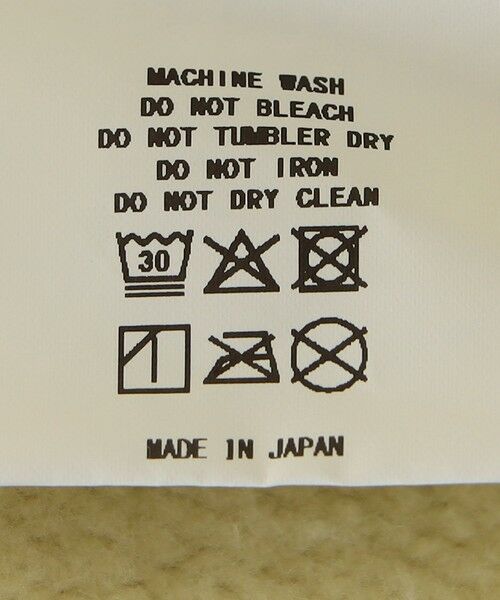 MACHINE WASH
DO NOT BLEACH
DO NOT TUMBLER DRY
DO NOT IRON
DO NOT DRY CLEAN
30
MADE IN JAPAN